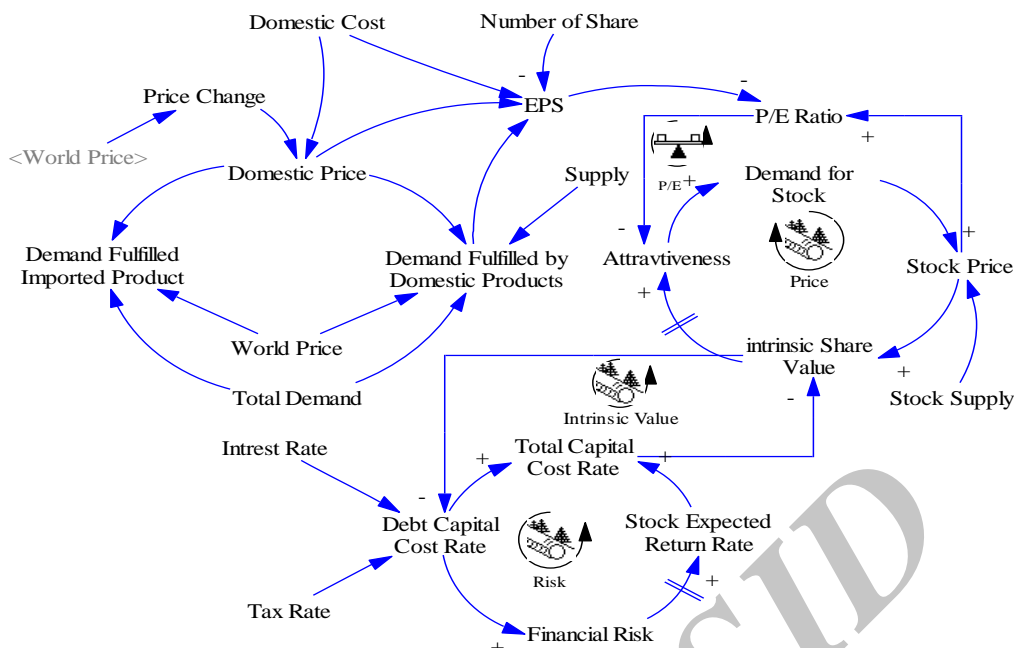 Domestic Cost
Number of Share
-
-
Price Change
EPS
P/E Ratio
+
<World Price>
Domestic Price
Supply
P/E
+
Demand for
Stock
-
+
Demand Fulfilled
Imported Product
Demand Fulfilled by
Domestic Products
Attravtiveness
Stock Price
Price
+
World Price
intrinsic Share
Value
+
Total Demand
Stock Supply
-
Intrinsic Value
Intrest Rate
Total Capital
Cost Rate
+
+
-
Debt Capital
Cost Rate
Stock Expected
Return Rate
Risk
+
Tax Rate
Financial Risk
+
SID